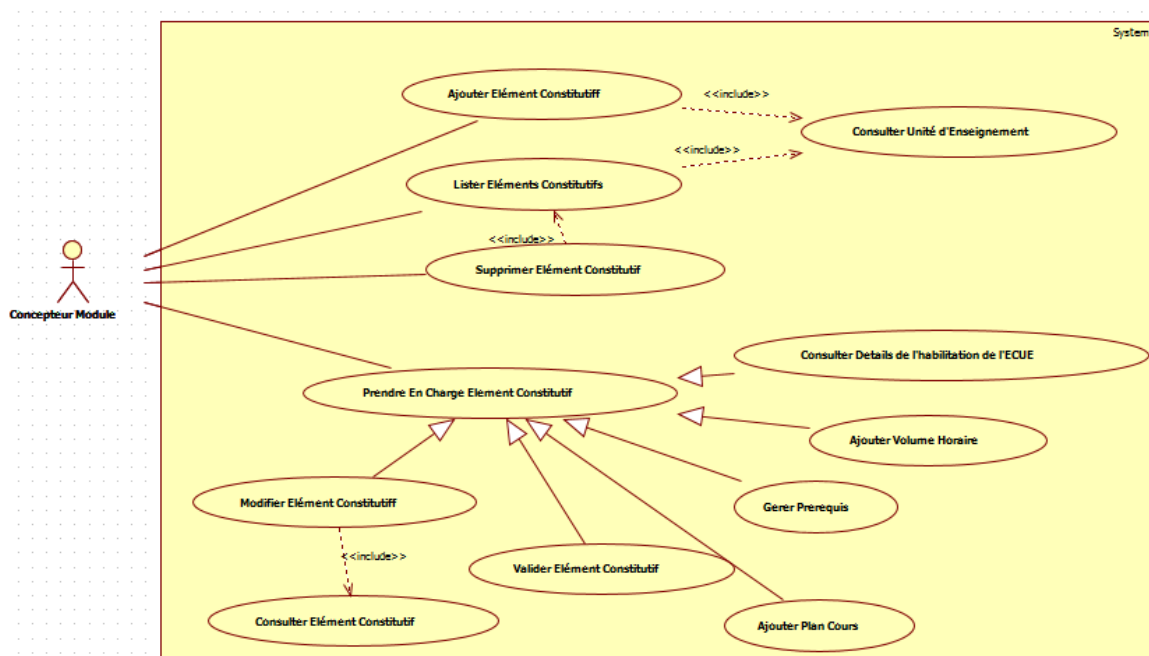 System
Ajouter Elément Constitutiff
<<include>>
Consulter Unité d'Enseignement
<<include>>
Lister Eléments Constitutifs
<<include>>
Supprimer Elément Constitutif
Concepteur Module
Consulter Details de l'habilitation de l'ECUE
Prendre En Charge Element Constitutif
Ajouter Volume Horaire
Modifier Elément Constitutiff
Gerer Prerequis
<<include>>
Valider Elément Constitutif
Consulter Elément Constitutif
Ajouter Plan Cours